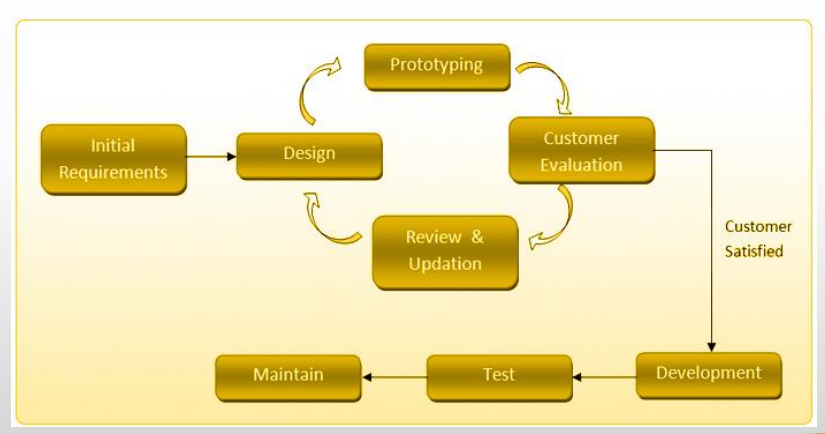 Prototyping
Initial
Requirements
Design
Customer
Evaluation
Review & 
Updation
Customer
Satisfied
Maintain
Test
Development